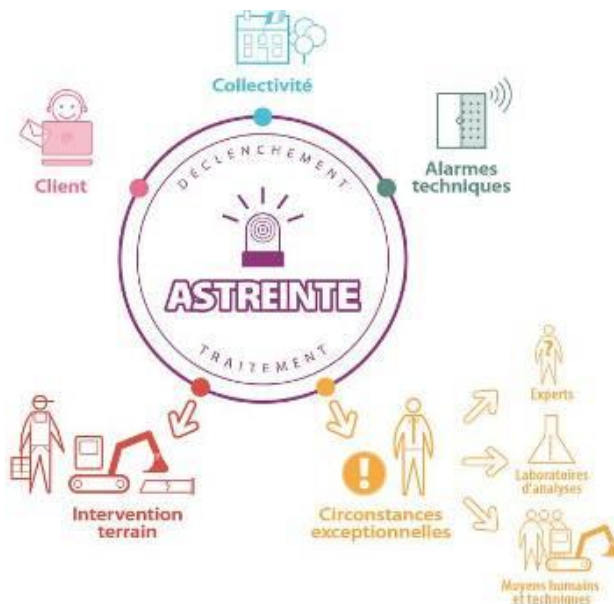 Collectivité
Client
Alarmes
techniques
DÉCLENCHEMENT
ASTREINTE
TRAITEMENT
Intervention
terrain
Circonstances
exceptionnelles
Experts
Laboratoires
d'analyses
Moyens humains
et techniques